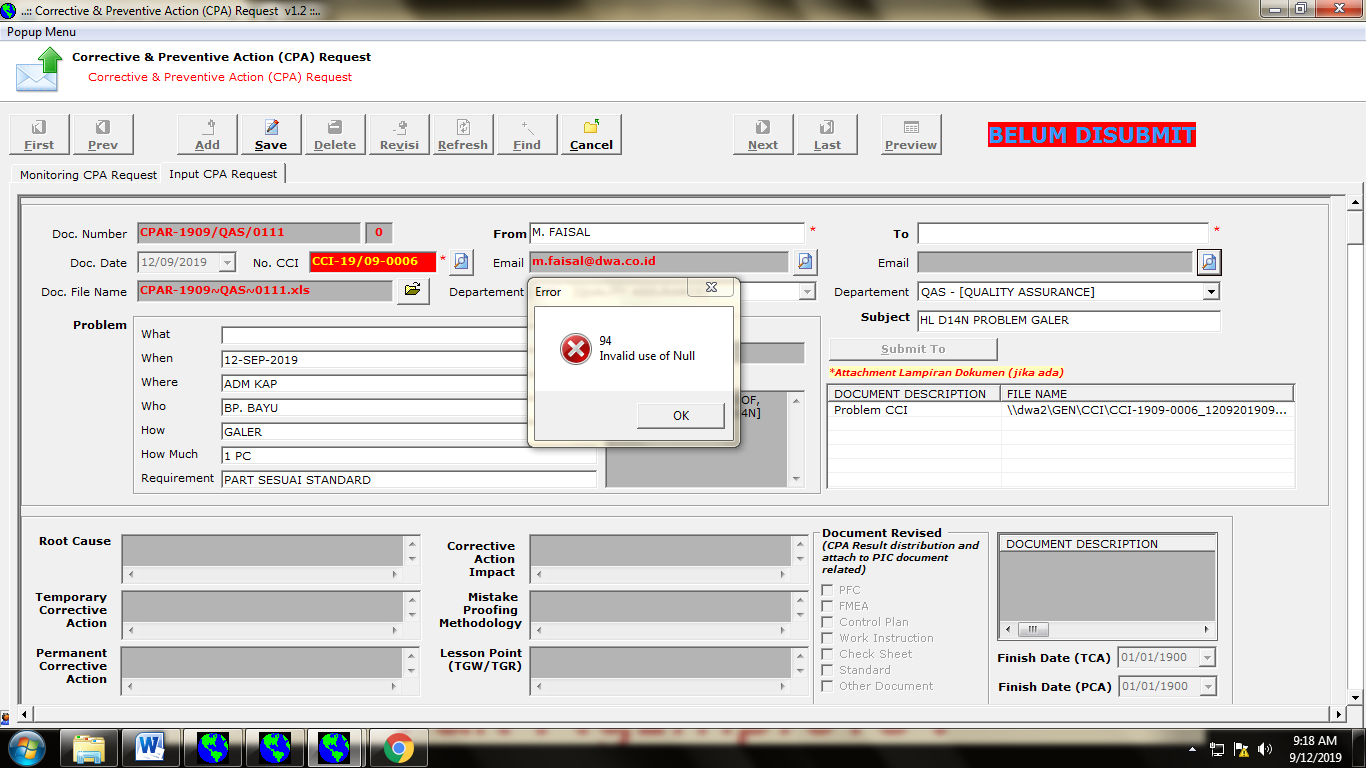 ..:: Corrective & Preventive Action (CPA) Request v1.2 ::..
Popup Menu
Corrective & Preventive Action (CPA) Request
Corrective & Preventive Action (CPA) Request
First Prev Add Save Delete Revisi Refresh Find Cancel Next Last Preview
BELUM DISUBMIT
Monitoring CPA Request Input CPA Request
Doc. Number CPAR-1909/QAS/0111 0 From M. FAISAL * To *
Doc. Date 12/09/2019 No. CCI CCI-19/09-0006 * Email m.faisal@dwa.co.id Email
Doc. File Name CPAR-1909~QAS~0111.xls Departement Departement QAS - [QUALITY ASSURANCE]
Subject HL D14N PROBLEM GALER
Error
94
Invalid use of Null
OK
Problem
What
When 12-SEP-2019
Where ADM KAP
Who BP. BAYU
How GALER
How Much 1 PC
Requirement PART SESUAI STANDARD
OF,
4N]
Submit To
*Attachment Lampiran Dokumen (jika ada)
DOCUMENT DESCRIPTION FILE NAME
Problem CCI \\dwa2\GEN\CCI\CCI-1909-0006_1209201909...
Root Cause
Temporary
Corrective
Action
Permanent
Corrective
Action
Corrective
Action
Impact
Mistake
Proofing
Methodology
Lesson Point
(TGW/TGR)
Document Revised
(CPA Result distribution and
attach to PIC document
related)
PFC
FMEA
Control Plan
Work Instruction
Check Sheet
Standard
Other Document
DOCUMENT DESCRIPTION
Finish Date (TCA) 01/01/1900
Finish Date (PCA) 01/01/1900
9:18 AM
9/12/2019